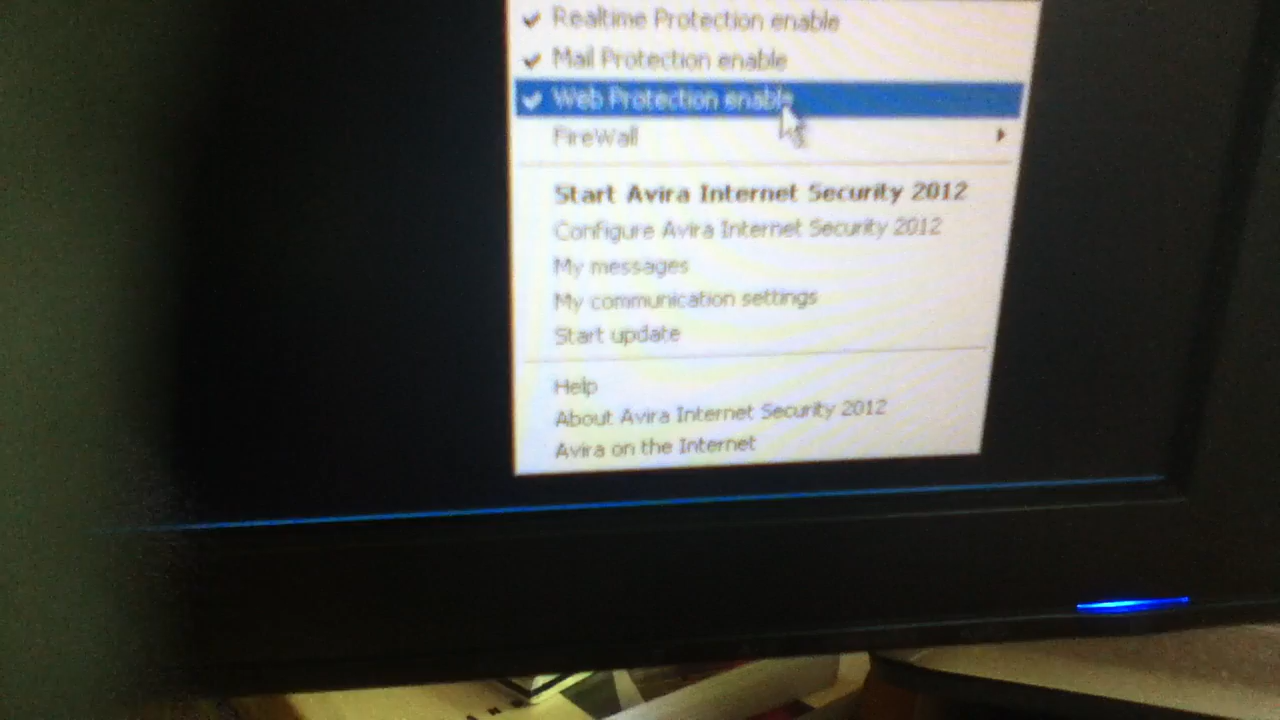 Realtime Protection enable
Mail Protection enable
Web Protection enable
FireWall
Start Avira Internet Security 2012
Configure Avira Internet Security 2012
My messages
My communication settings
Start update
Help
About Avira Internet Security 2012
Avira on the Internet